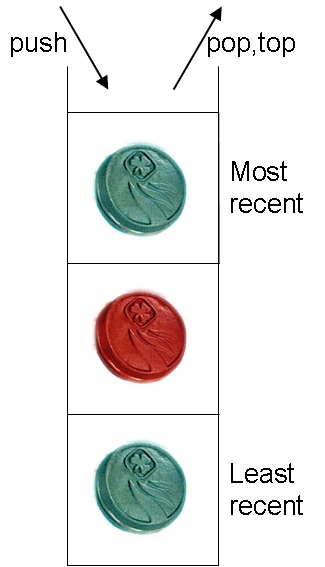 push
pop,top
Most
recent
Least
recent